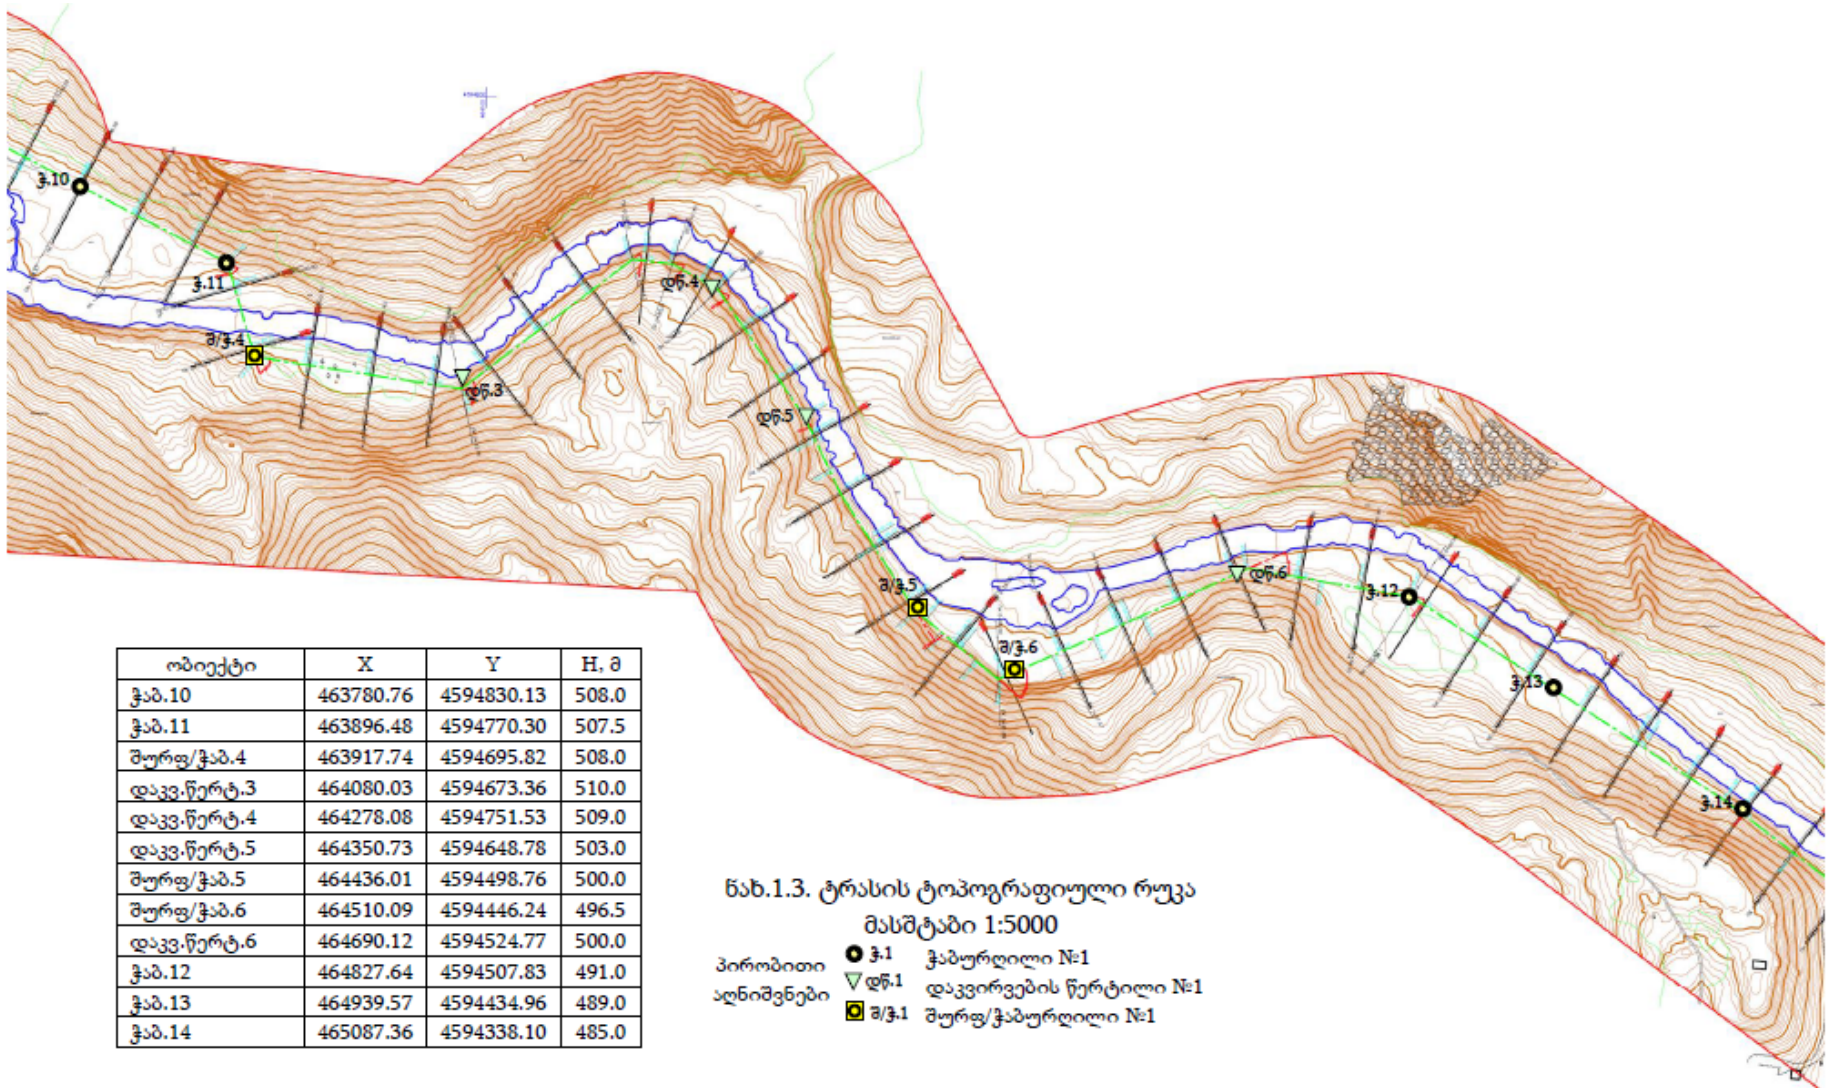 ჭ.10
ჭ.11
შ/ჭ.4
დწ.3
დწ.4
დწ.5
შ/ჭ.5
შ/ჭ.6
დწ.6
ჭ.12
ჭ.13
ჭ.14
ობიექტი X Y H, მ
ჭაბ.10 463780.76 4594830.13 508.0
ჭაბ.11 463896.48 4594770.30 507.5
შურფ/ჭაბ.4 463917.74 4594695.82 508.0
დაკვ.წერტ.3 464080.03 4594673.36 510.0
დაკვ.წერტ.4 464278.08 4594751.53 509.0
დაკვ.წერტ.5 464350.73 4594648.78 503.0
შურფ/ჭაბ.5 464436.01 4594498.76 500.0
შურფ/ჭაბ.6 464510.09 4594446.24 496.5
დაკვ.წერტ.6 464690.12 4594524.77 500.0
ჭაბ.12 464827.64 4594507.83 491.0
ჭაბ.13 464939.57 4594434.96 489.0
ჭაბ.14 465087.36 4594338.10 485.0
ნახ.1.3. ტრასის ტოპოგრაფიული რუკა
მასშტაბი 1:5000
პირობითი
აღნიშვნები
ჭ.1 ჭაბურღილი №1
დწ.1 დაკვირვების წერტილი №1
შ/ჭ.1 შურფ/ჭაბურღილი №1